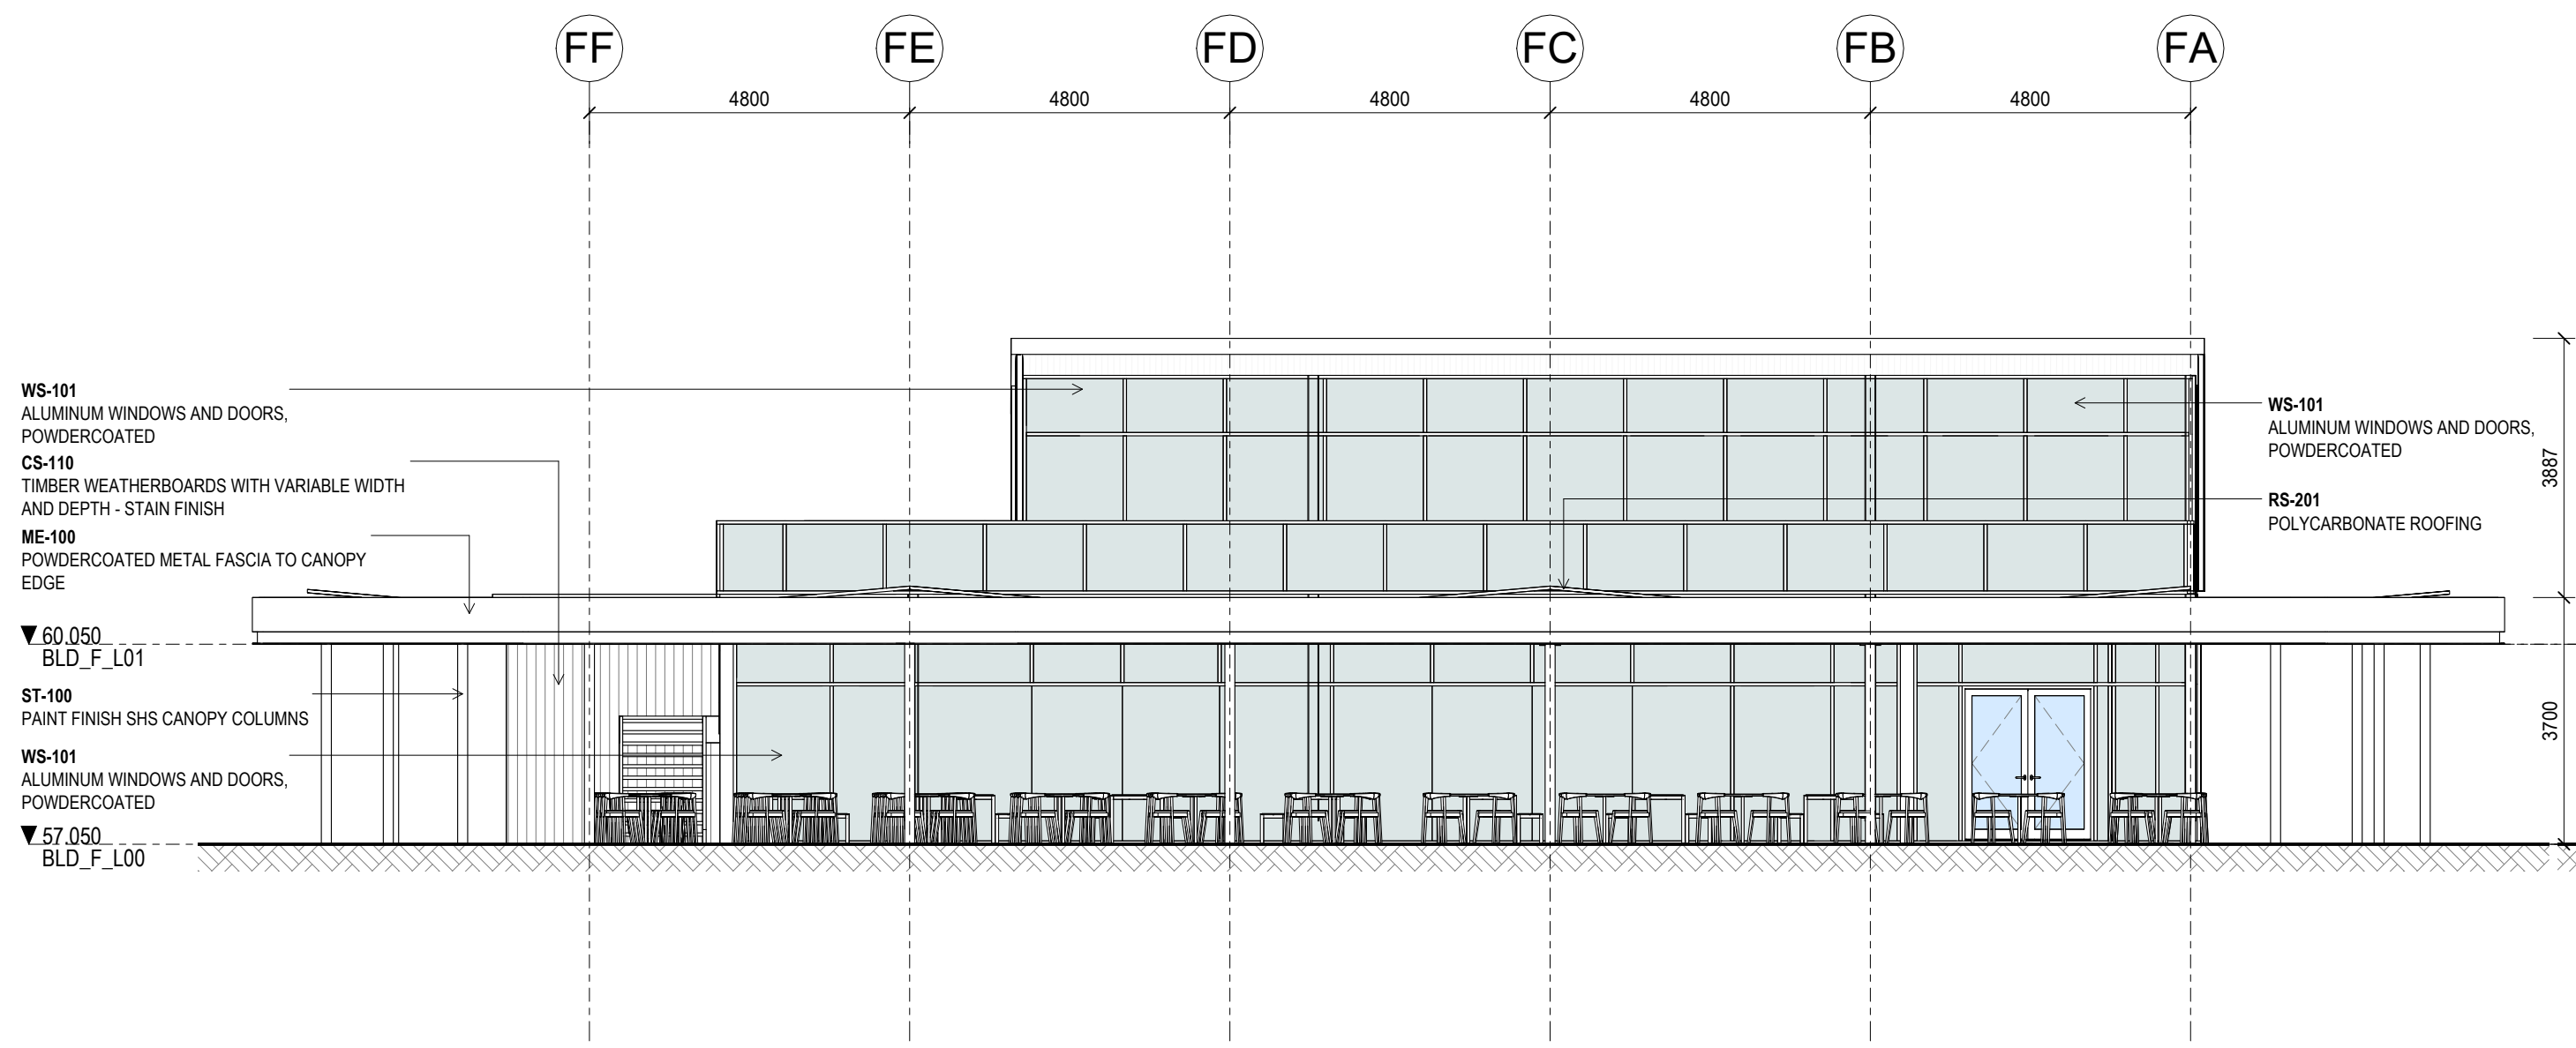 FF
FE
FD
FC
FB
FA
4800
4800
4800
4800
4800
WS-101
ALUMINUM WINDOWS AND DOORS,
POWDERCOATED
CS-110
TIMBER WEATHERBOARDS WITH VARIABLE WIDTH
AND DEPTH - STAIN FINISH
ME-100
POWDERCOATED METAL FASCIA TO CANOPY
EDGE
60.050
BLD_F_L01
ST-100
PAINT FINISH SHS CANOPY COLUMNS
WS-101
ALUMINUM WINDOWS AND DOORS,
POWDERCOATED
57.050
BLD_F_L00
WS-101
ALUMINUM WINDOWS AND DOORS,
POWDERCOATED
RS-201
POLYCARBONATE ROOFING
3887
3700